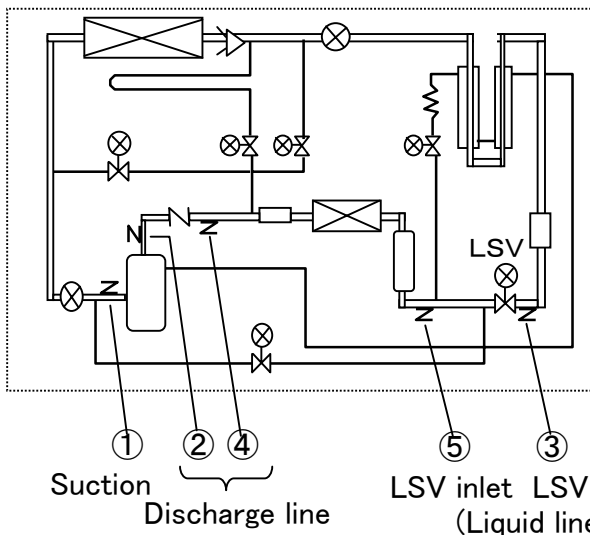 LSV
① ② ④ ⑤ ③
Suction
Discharge line
LSV inlet LSV
(Liquid line